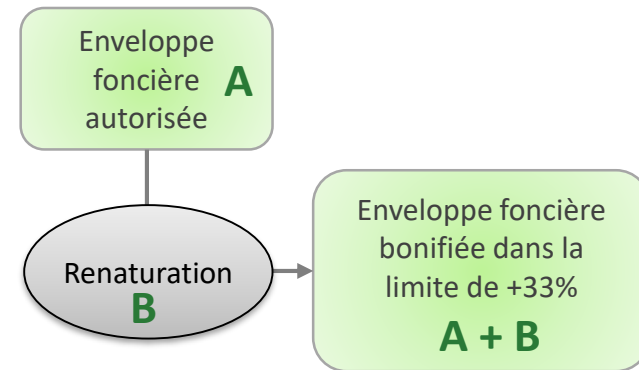 Enveloppe
foncière A
autorisée
Renaturation
B
Enveloppe foncière
bonifiée dans la
limite de +33%
A + B